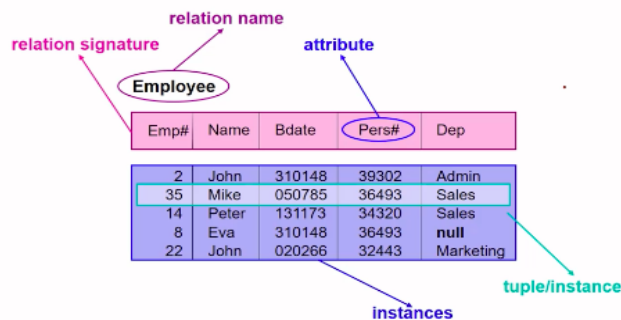 relation name
relation signature
attribute
Employee
Emp# Name Bdate Pers# Dep
2 John 310148 39302 Admin
35 Mike 050785 36493 Sales
14 Peter 131173 34320 Sales
8 Eva 310148 36493 null
22 John 020266 32443 Marketing
tuple/instance
instances